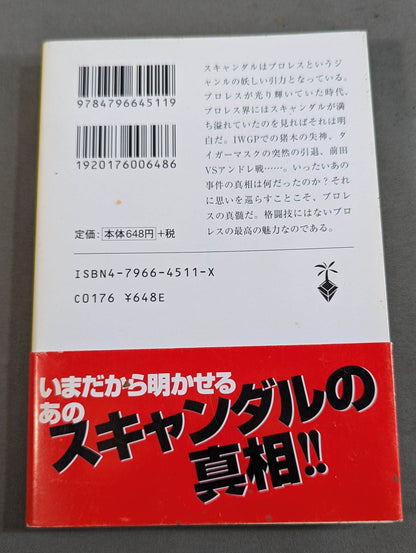 9784796645119
1920176006486
定価：本体648円+税
ISBN4-7966-4511-X
C0176 ¥648E
スキャンダルはプロレスというジ
ャンルの妖しい引力となっている。
プロレスが光り輝いていた時代、
プロレス界にはスキャンダルが満
ち溢れていたのを見ればそれは明
白だ。IWGPでの猪木の失神、タ
イガーマスクの突然の引退、前田
VSアンドレ戦……。いったいあの
事件の真相は何だったのか？それ
に思いを巡らすことこそ、プロレ
スの真髄だ。格闘技にはないプロ
レスの最高の魅力なのである。
いまだから明かせる
あの
スキャンダルの
真相!!